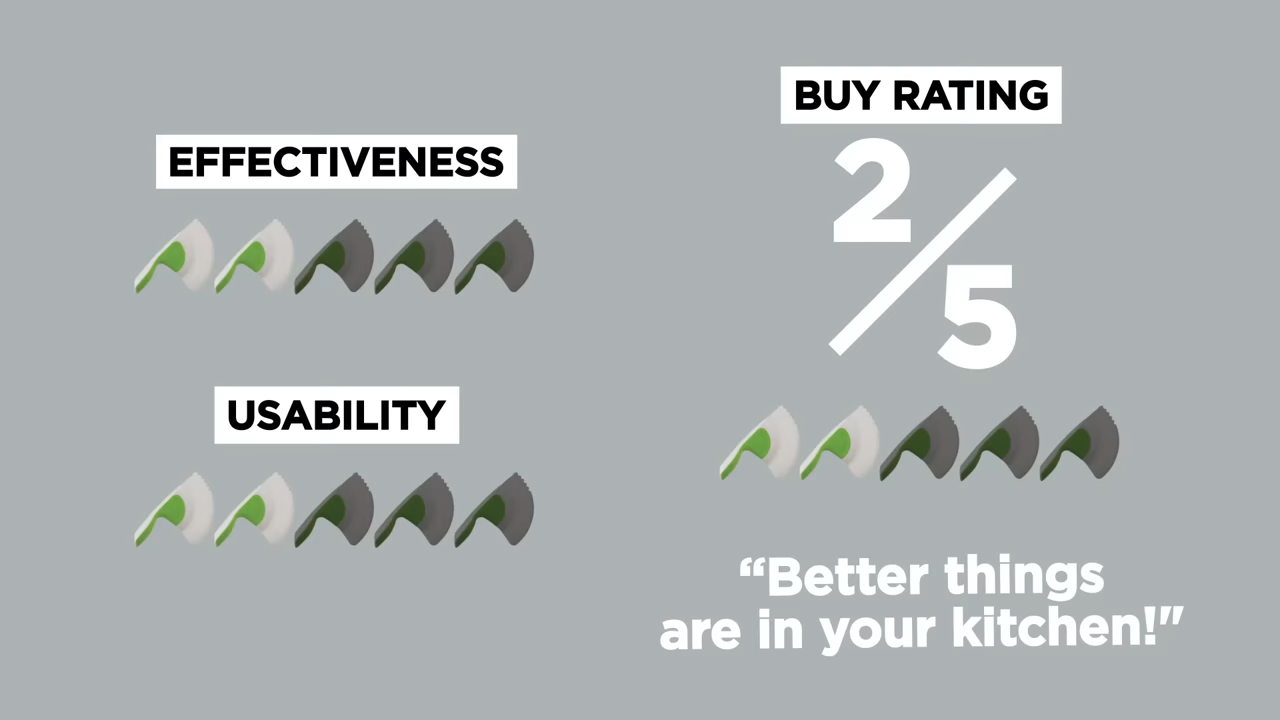 EFFECTIVENESS
USABILITY
BUY RATING
2/5
“Better things
are in your kitchen!"